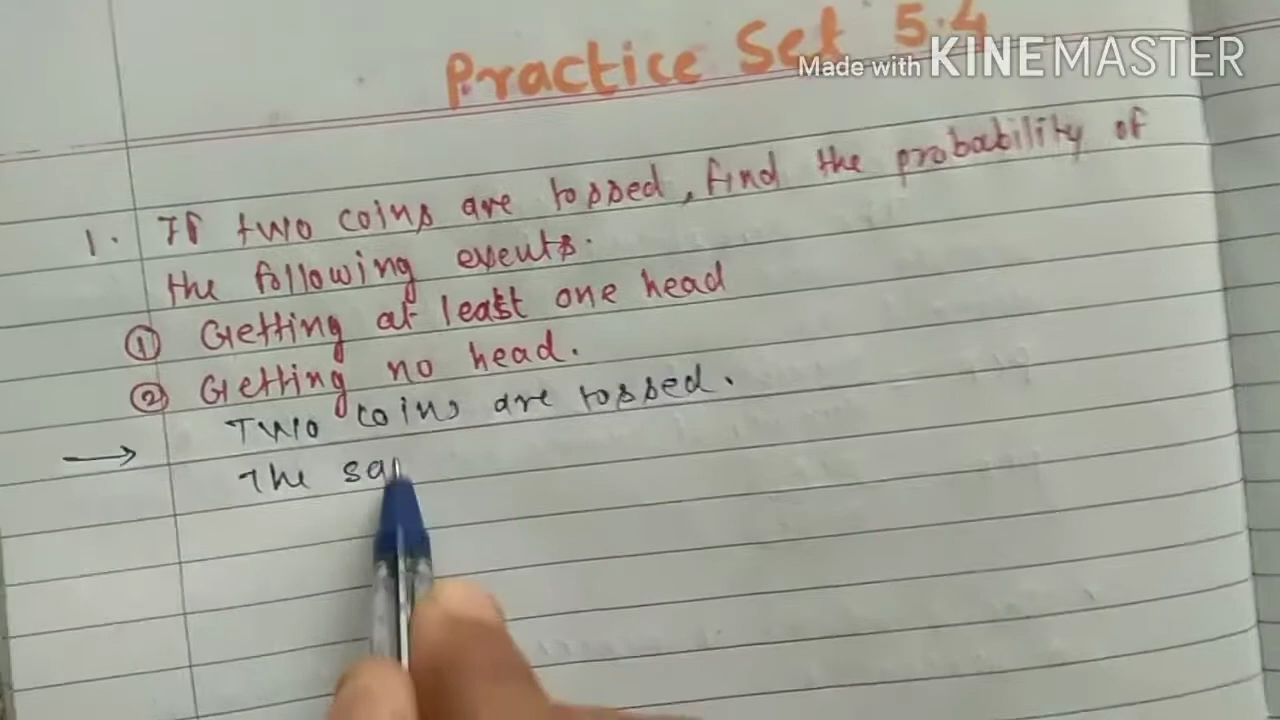 Practice Set 5.4
Made with KINEMASTER
1. If two coins are tossed, find the probability of
the following events.
① Getting at least one head
② Getting no head.
→ Two coins are tossed.
The sa